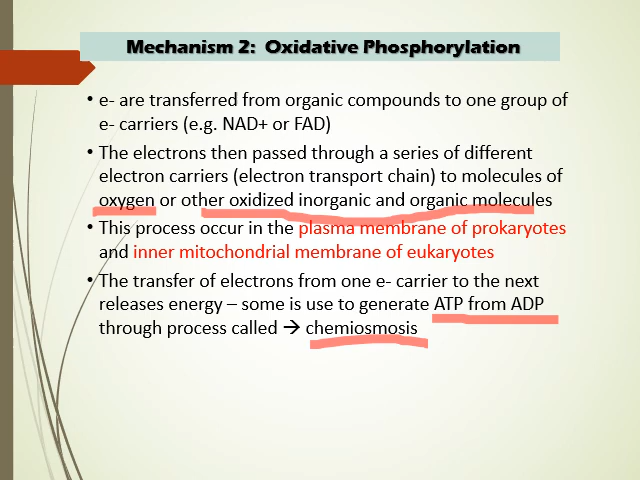 Mechanism 2: Oxidative Phosphorylation
• e- are transferred from organic compounds to one group of
e- carriers (e.g. NAD+ or FAD)
• The electrons then passed through a series of different
electron carriers (electron transport chain) to molecules of
oxygen or other oxidized inorganic and organic molecules
• This process occur in the plasma membrane of prokaryotes
and inner mitochondrial membrane of eukaryotes
• The transfer of electrons from one e- carrier to the next
releases energy – some is use to generate ATP from ADP
through process called → chemiosmosis